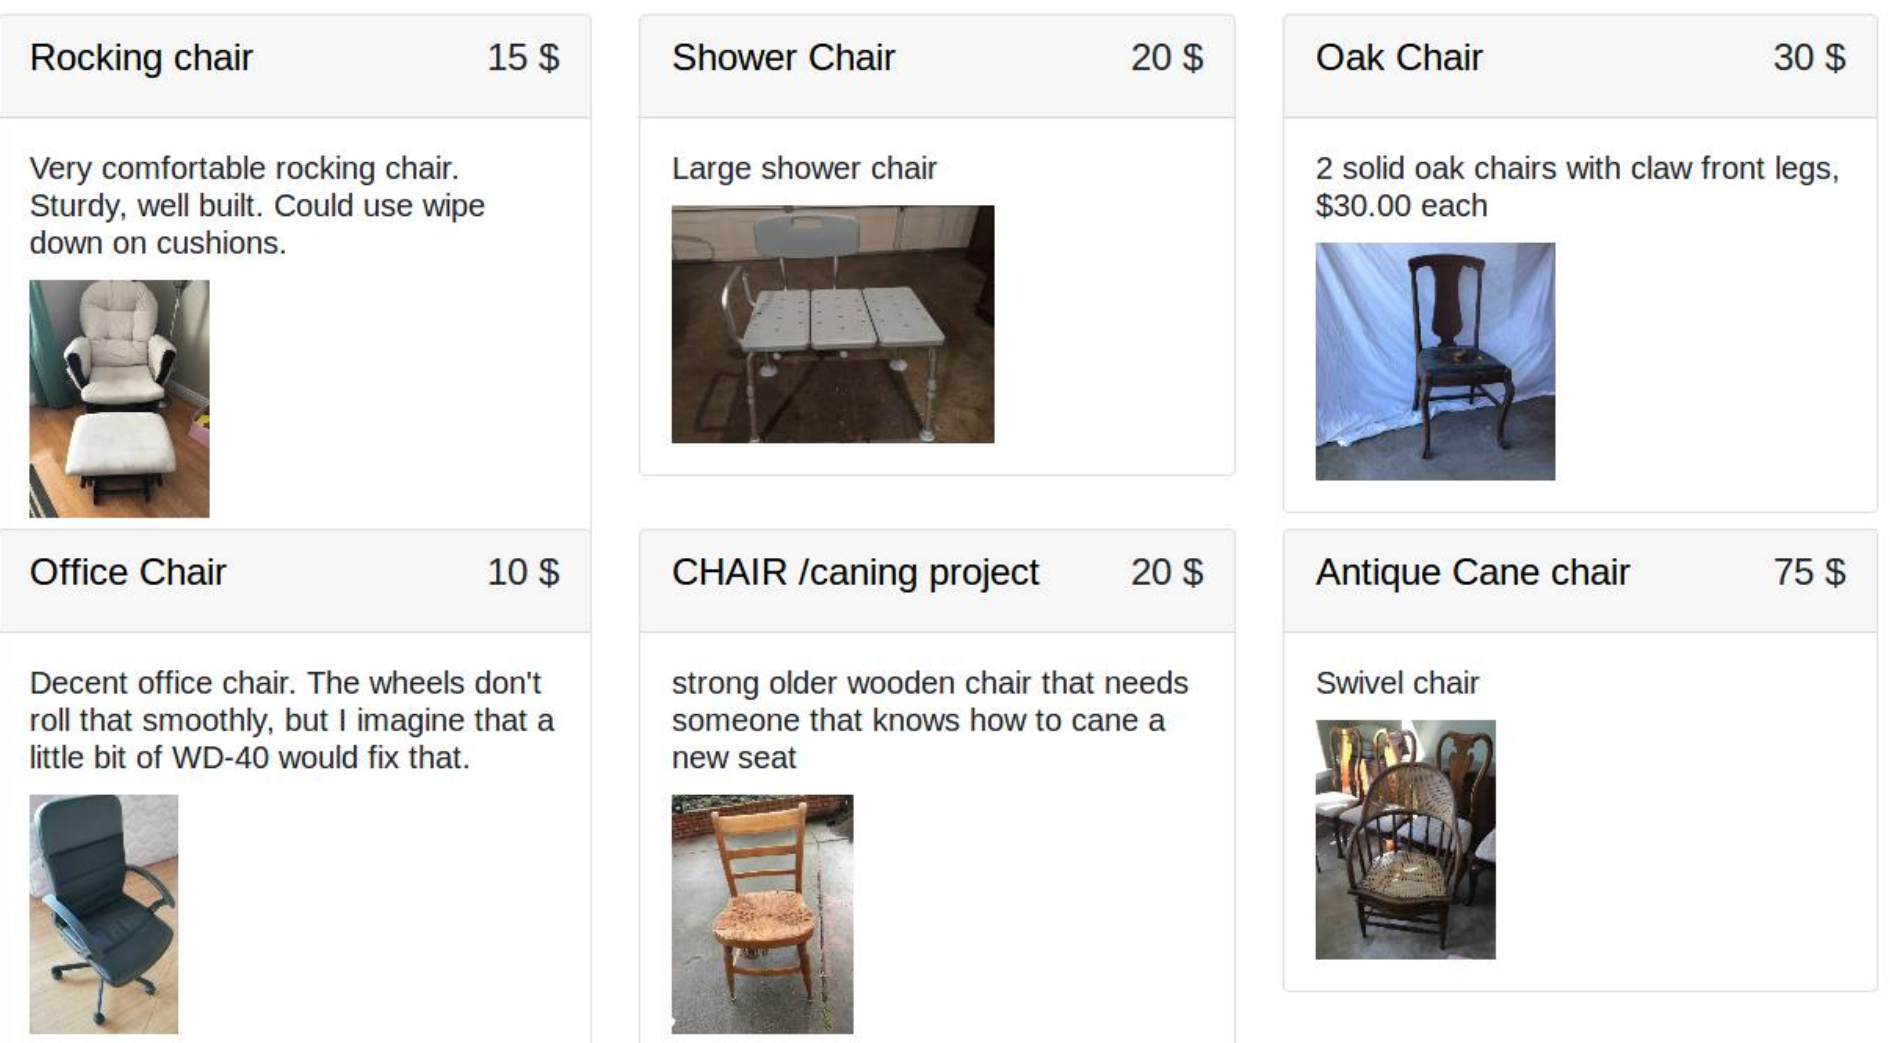 Rocking chair 15 $
Very comfortable rocking chair.
Sturdy, well built. Could use wipe
down on cushions.
Shower Chair 20 $
Large shower chair
Oak Chair 30 $
2 solid oak chairs with claw front legs,
$30.00 each
Office Chair 10 $
Decent office chair. The wheels don't
roll that smoothly, but I imagine that a
little bit of WD-40 would fix that.
CHAIR /caning project 20 $
strong older wooden chair that needs
someone that knows how to cane a
new seat
Antique Cane chair 75 $
Swivel chair